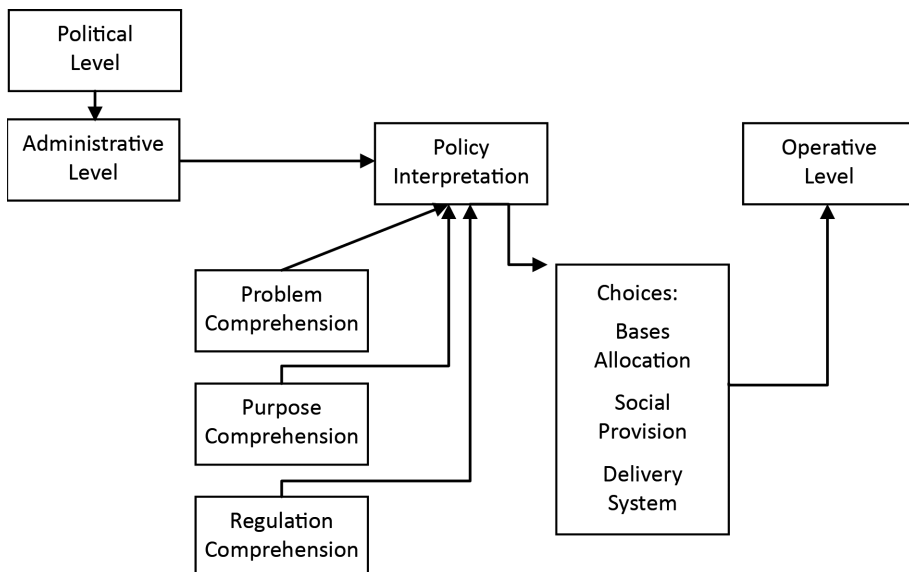 Political
Level
Administrative
Level
Policy
Interpretation
Operative
Level
Problem
Comprehension
Purpose
Comprehension
Regulation
Comprehension
Choices:
Bases
Allocation
Social
Provision
Delivery
System